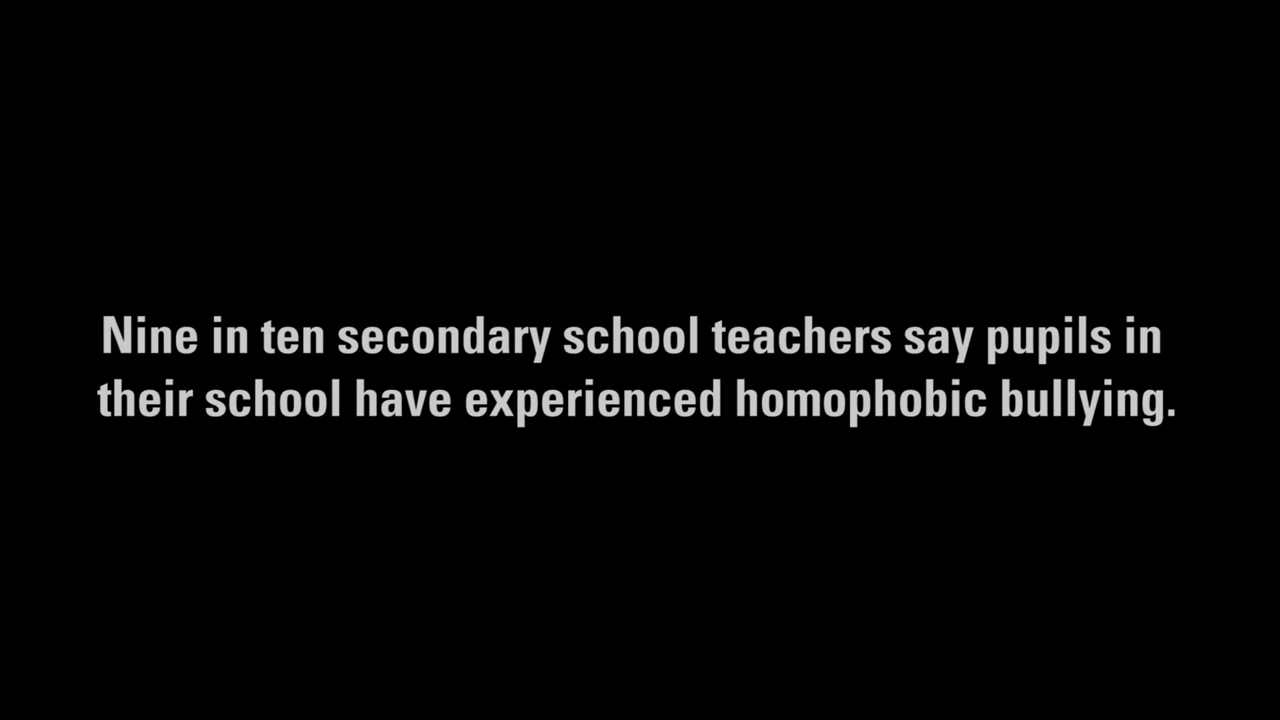 Nine in ten secondary school teachers say pupils in
their school have experienced homophobic bullying.